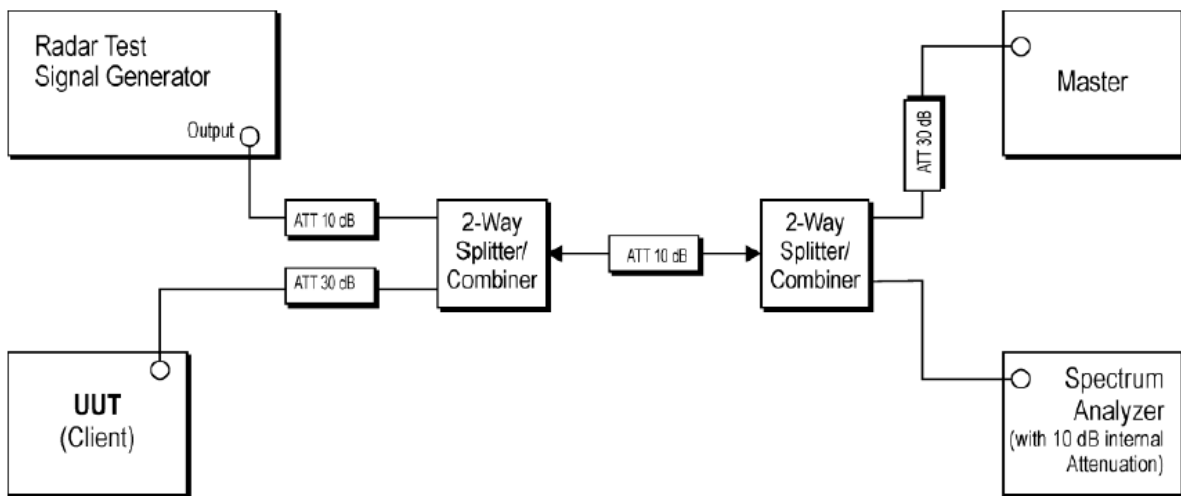 Radar Test
Signal Generator
Output
ATT 10 dB
ATT 30 dB
UUT
(Client)
2-Way
Splitter/
Combiner
ATT 10 dB
2-Way
Splitter/
Combiner
ATT 30 dB
Master
Spectrum
Analyzer
(with 10 dB internal
Attenuation)